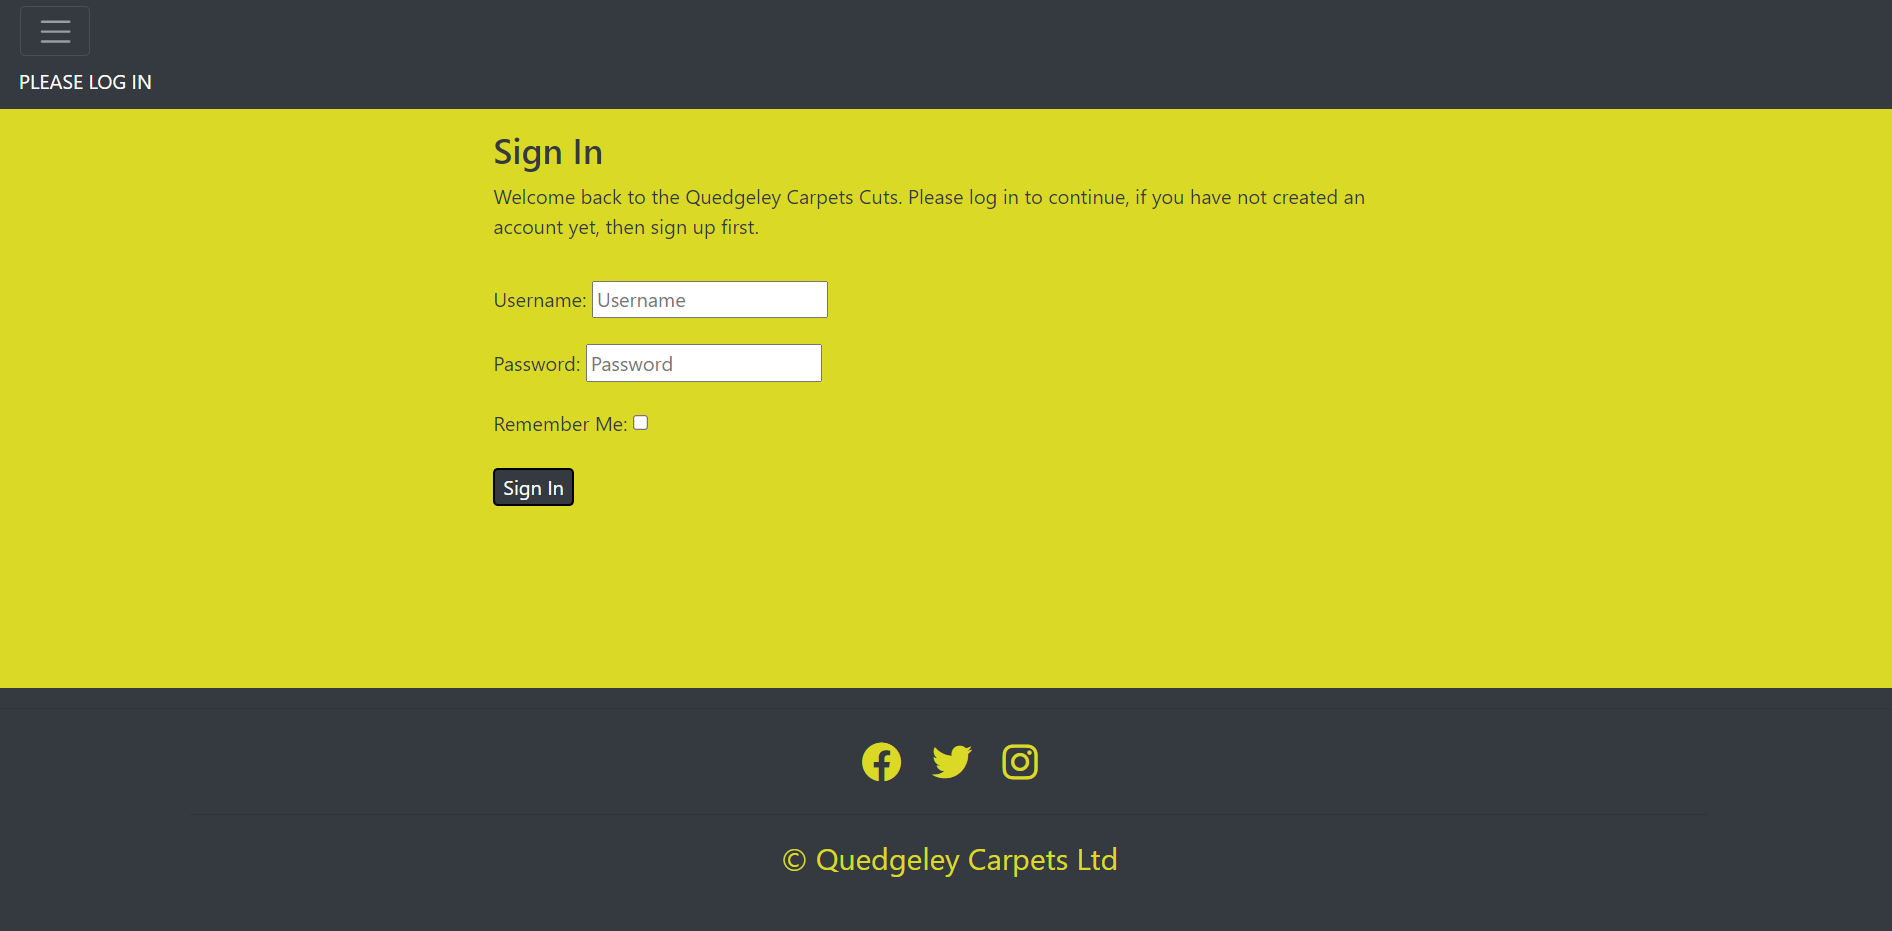 PLEASE LOG IN
Sign In
Welcome back to the Quedgeley Carpets Cuts. Please log in to continue, if you have not created an
account yet, then sign up first.
Username: Username
Password: Password
Remember Me:
Sign In
© Quedgeley Carpets Ltd